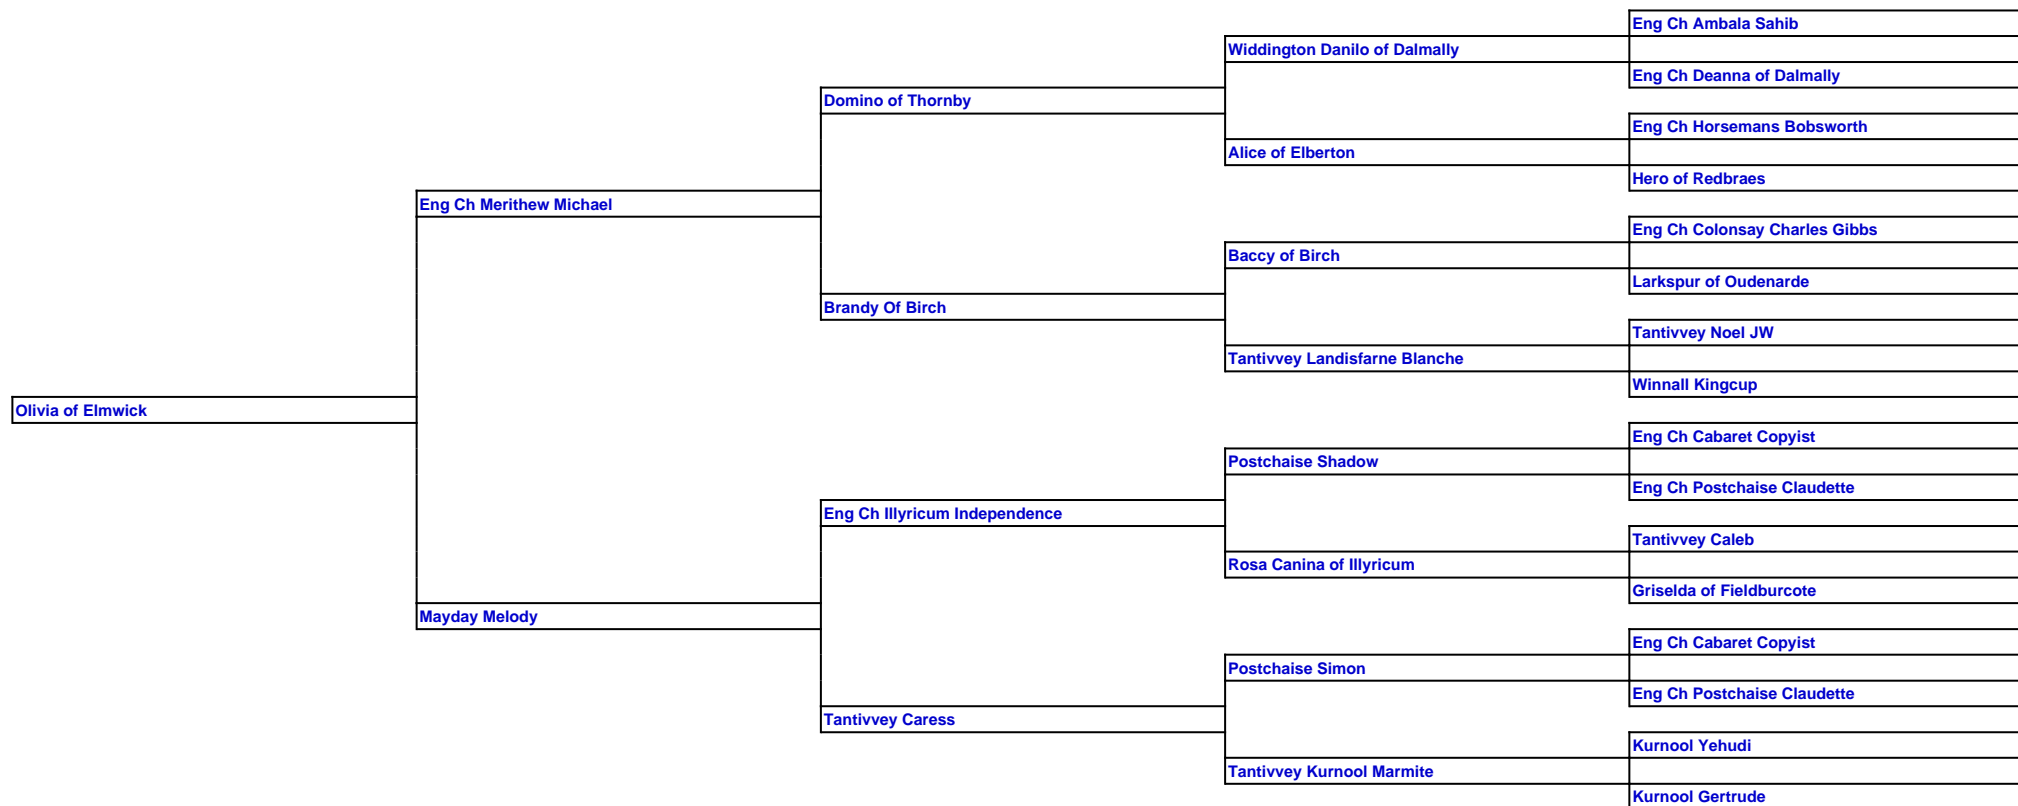 Eng Ch Ambala Sahib
Widdington Danilo of Dalmally
Eng Ch Deanna of Dalmally
Domino of Thornby
Eng Ch Horsemans Bobsworth
Alice of Elberton
Hero of Redbraes
Eng Ch Merithew Michael
Eng Ch Colonsay Charles Gibbs
Baccy of Birch
Larkspur of Oudenarde
Brandy Of Birch
Tantivvey Noel JW
Tantivvey Landisfarne Blanche
Winnall Kingcup
Olivia of Elmwick
Eng Ch Cabaret Copyist
Postchaise Shadow
Eng Ch Postchaise Claudette
Eng Ch Illyricum Independence
Tantivvey Caleb
Rosa Canina of Illyricum
Griselda of Fieldburcote
Mayday Melody
Eng Ch Cabaret Copyist
Postchaise Simon
Eng Ch Postchaise Claudette
Tantivvey Caress
Kurnool Yehudi
Tantivvey Kurnool Marmite
Kurnool Gertrude